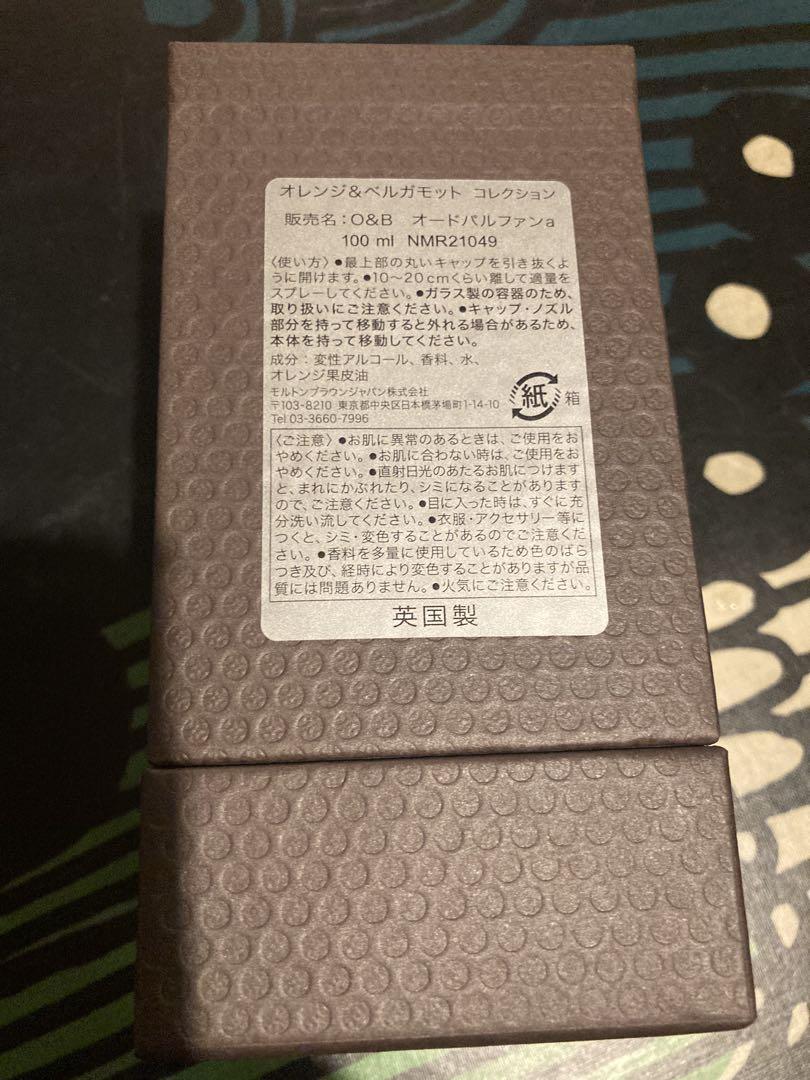 オレンジ&ベルガモット コレクション
販売名：O&B オードパルファンa
100 ml NMR21049
〈使い方〉●最上部の丸いキャップを引き抜くよ
うに開けます。●10〜20cmくらい離して適量を
スプレーしてください。●ガラス製の容器のため、
取り扱いにご注意ください。●キャップ・ノズル
部分を持って移動すると外れる場合があるため、
本体を持って移動してください。
成分：変性アルコール、香料、水、
オレンジ果皮油
モルトンブラウンジャパン株式会社
〒103-8210 東京都中央区日本橋茅場町1-14-10
Tel 03-3660-7996
紙 箱
〈ご注意〉●お肌に異常のあるときは、ご使用をお
やめください。●お肌に合わない時は、ご使用をお
やめください。●直射日光のあたるお肌につけます
と、まれにかぶれたり、シミになることがあります
ので、ご注意ください。●目に入った時は、すぐに充
分洗い流してください。●衣服・アクセサリー等に
つくと、シミ・変色することがあるのでご注意くだ
さい。●香料を多量に使用しているため色のばら
つき及び、経時により変色することがありますが品
質には問題ありません。●火気にご注意ください。
英国製